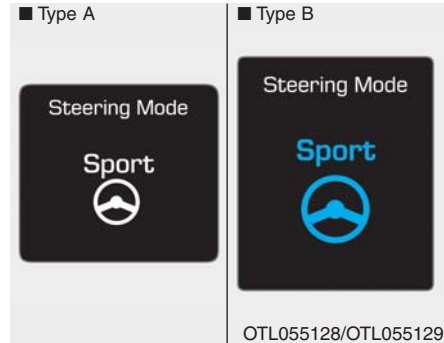 ■ Type A
■ Type B
Steering Mode
Sport
Steering Mode
Sport
OTL055128/OTL055129